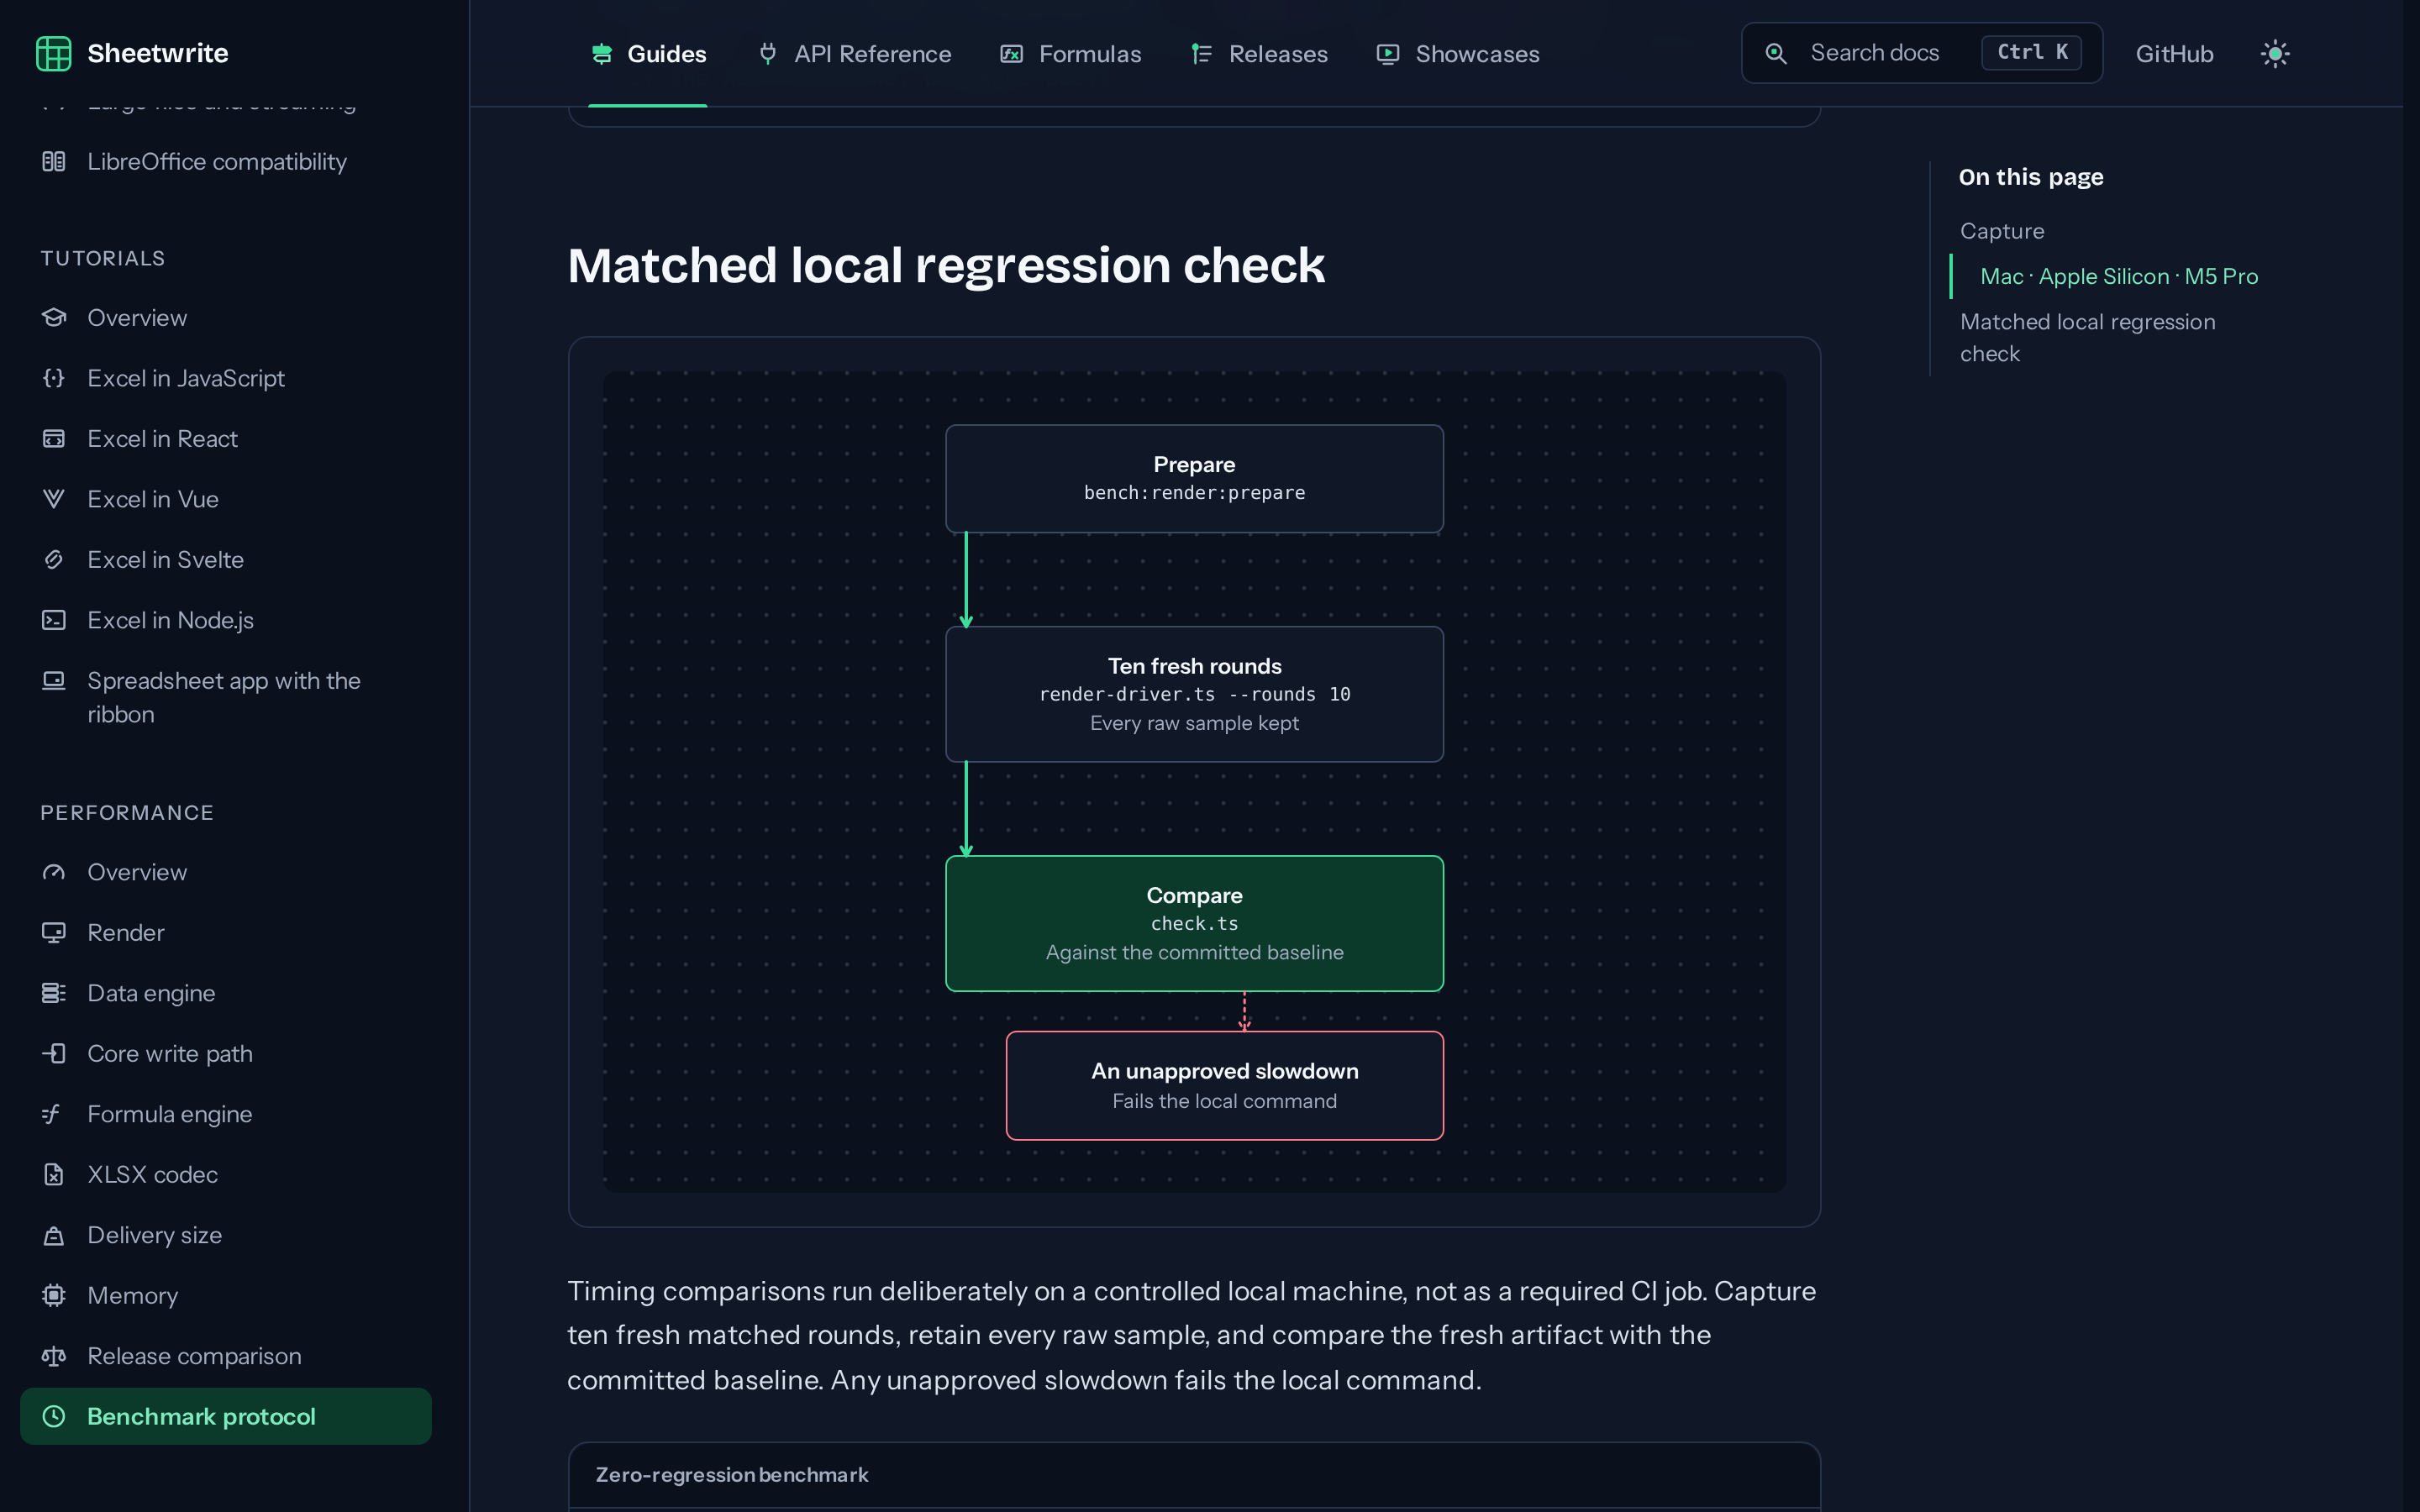 Sheetwrite
Guides
API Reference
Formulas
Releases
Showcases
Search docs
Ctrl K
GitHub
Large files and streaming
LibreOffice compatibility
TUTORIALS
Overview
Excel in JavaScript
Excel in React
Excel in Vue
Excel in Svelte
Excel in Node.js
Spreadsheet app with the
ribbon
PERFORMANCE
Overview
Render
Data engine
Core write path
Formula engine
XLSX codec
Delivery size
Memory
Release comparison
Benchmark protocol
Matched local regression check
Prepare
bench:render:prepare
Ten fresh rounds
render-driver.ts --rounds 10
Every raw sample kept
Compare
check.ts
Against the committed baseline
An unapproved slowdown
Fails the local command
Timing comparisons run deliberately on a controlled local machine, not as a required CI job. Capture
ten fresh matched rounds, retain every raw sample, and compare the fresh artifact with the
committed baseline. Any unapproved slowdown fails the local command.
Zero-regression benchmark
On this page
Capture
Mac · Apple Silicon · M5 Pro
Matched local regression
check